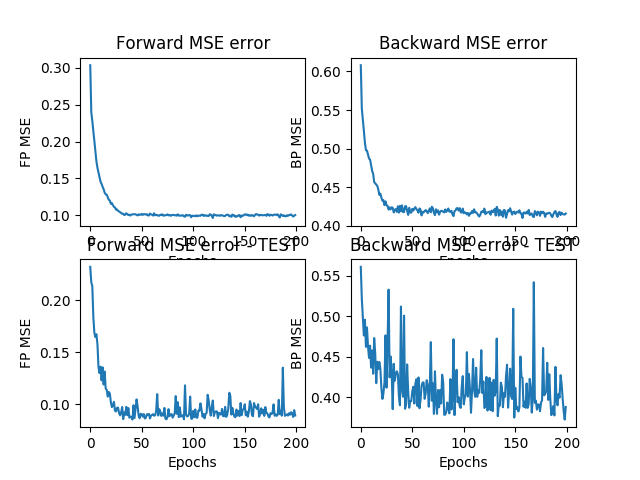 Forward MSE error
0.30
0.25
0.20
0.15
0.10
FP MSE
0 50 100 150 200
Epochs
Backward MSE error
0.60
0.55
0.50
0.45
0.40
BP MSE
0 50 100 150 200
Epochs
Forward MSE error - TEST
0.20
0.15
0.10
FP MSE
0 50 100 150 200
Epochs
Backward MSE error - TEST
0.55
0.50
0.45
0.40
BP MSE
0 50 100 150 200
Epochs